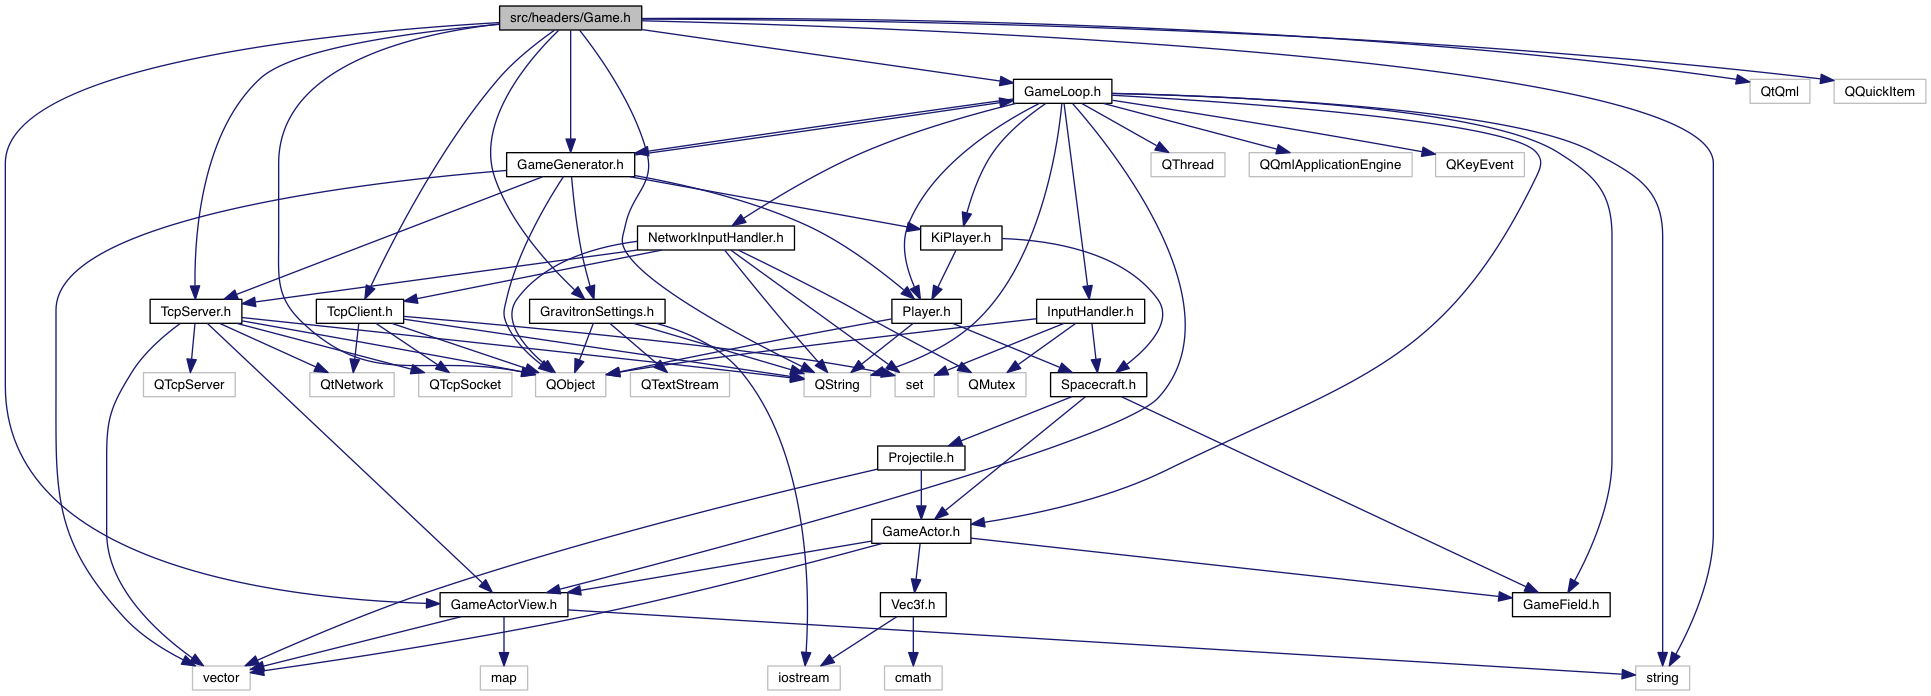 src/headers/Game.h
GameLoop.h
QtQml
QQuickItem
GameGenerator.h
QThread
QQmlApplicationEngine
QKeyEvent
NetworkInputHandler.h
KiPlayer.h
TcpServer.h
TcpClient.h
GravitronSettings.h
Player.h
InputHandler.h
QTcpServer
QtNetwork
QTcpSocket
QObject
QTextStream
QString
set
QMutex
Spacecraft.h
Projectile.h
GameActor.h
GameActorView.h
Vec3f.h
GameField.h
vector
map
iostream
cmath
string